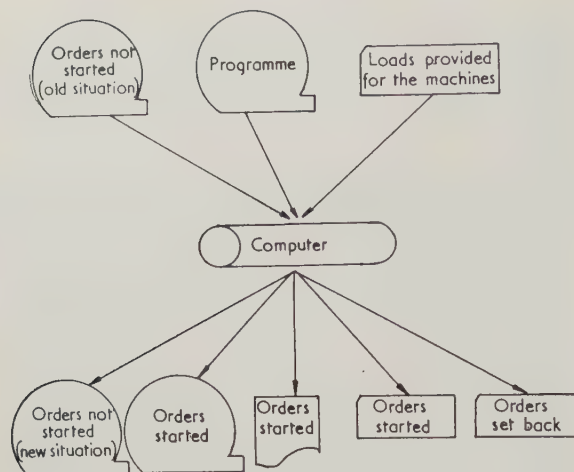 Orders not
started
(old situation)
Programme
Loads provided
for the machines
Computer
Orders not
started
(new situation)
Orders
started
Orders
started
Orders
started
Orders
set back